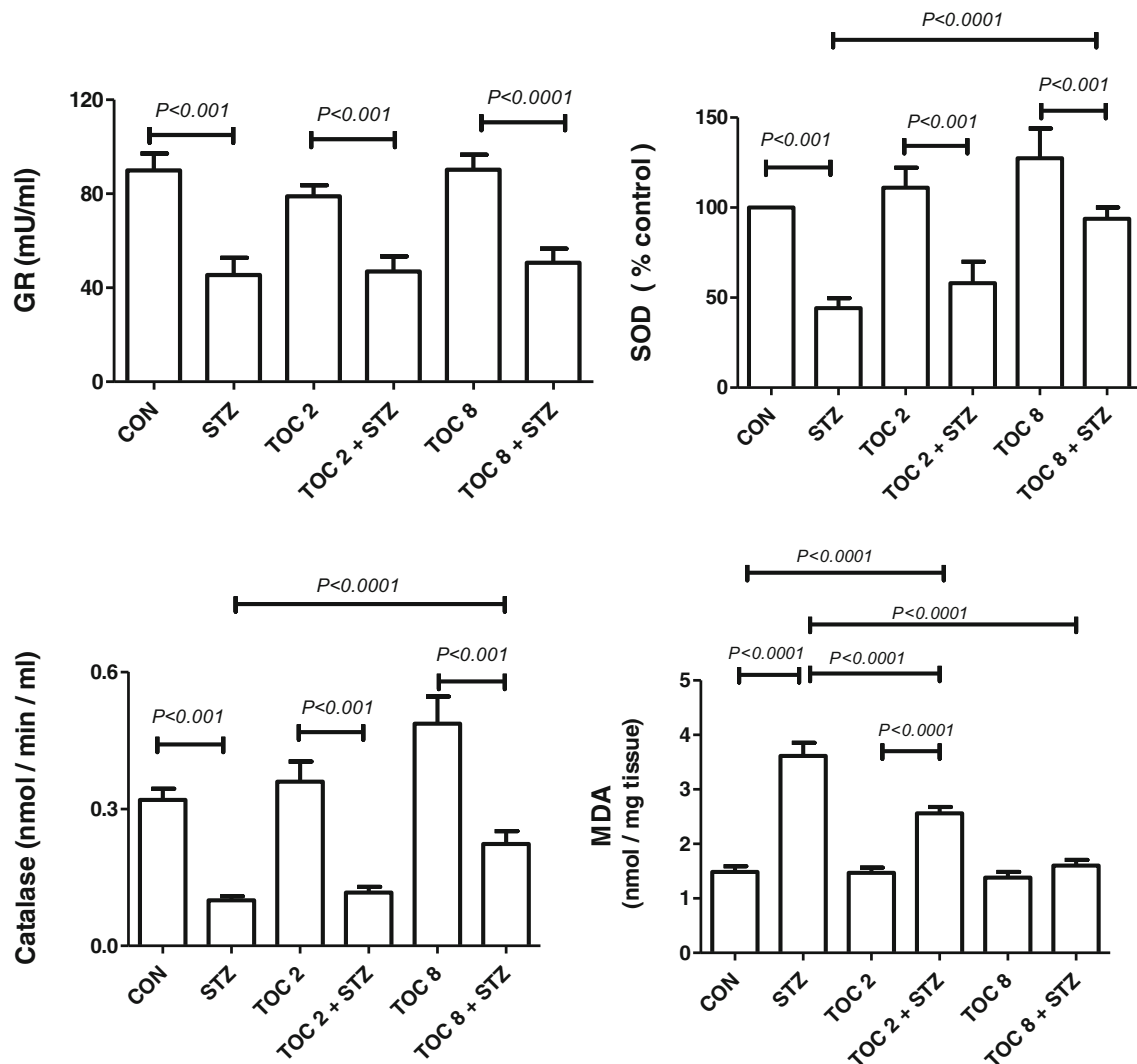 P<0.001
P<0.001
P<0.0001
120
80
40
0
GR (mU/ml)
CON
STZ
TOC 2
TOC 2 + STZ
TOC 8
TOC 8 + STZ
P<0.0001
P<0.001
P<0.001
P<0.001
150
100
50
0
SOD ( % control )
CON
STZ
TOC 2
TOC 2 + STZ
TOC 8
TOC 8 + STZ
P<0.0001
P<0.001
P<0.001
P<0.001
0.6
0.3
0.0
Catalase (nmol / min / ml)
CON
STZ
TOC 2
TOC 2 + STZ
TOC 8
TOC 8 + STZ
P<0.0001
P<0.0001
P<0.0001
P<0.0001
P<0.0001
5
4
3
2
1
0
MDA
(nmol / mg tissue)
CON
STZ
TOC 2
TOC 2 + STZ
TOC 8
TOC 8 + STZ